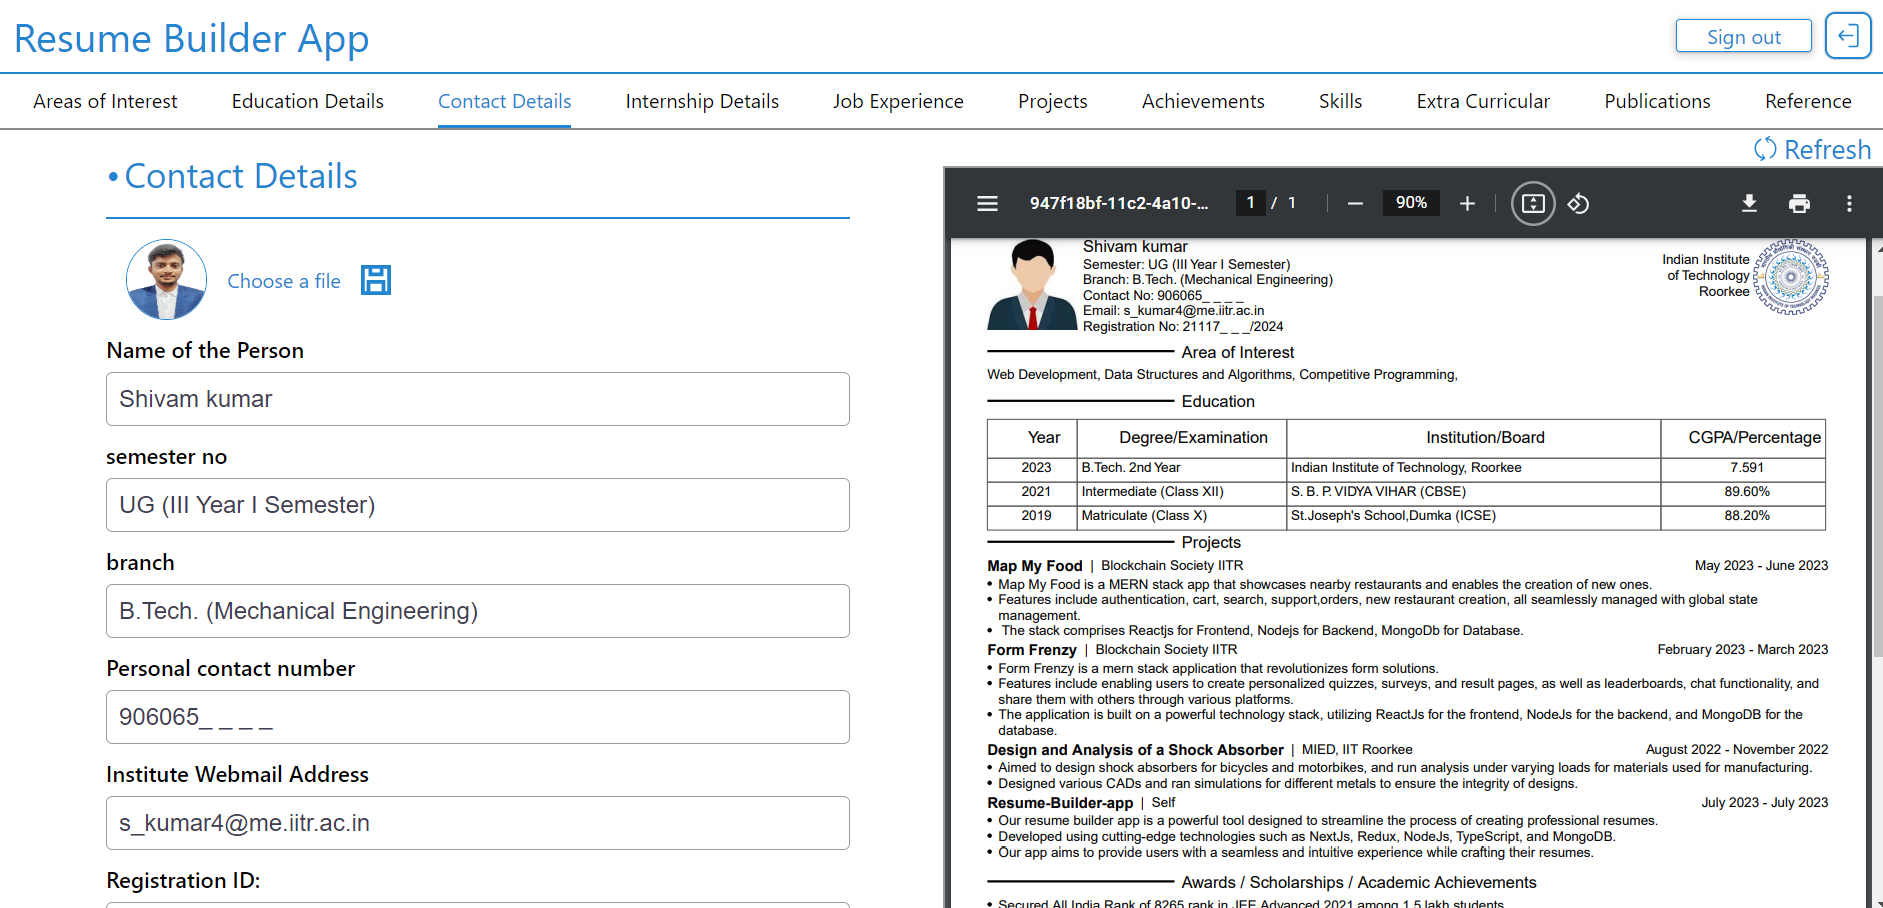 Resume Builder App
Sign out
Areas of Interest Education Details Contact Details Internship Details Job Experience Projects Achievements Skills Extra Curricular Publications Reference
Refresh
• Contact Details
Choose a file
Name of the Person
Shivam kumar
semester no
UG (III Year I Semester)
branch
B.Tech. (Mechanical Engineering)
Personal contact number
906065_ _ _ _
Institute Webmail Address
s_kumar4@me.iitr.ac.in
Registration ID:
947f18bf-11c2-4a10-... 1 / 1 90%
Shivam kumar
Semester: UG (III Year I Semester)
Branch: B.Tech. (Mechanical Engineering)
Contact No: 906065_ _ _ _
Email: s_kumar4@me.iitr.ac.in
Registration No: 21117_ _ _/2024
Indian Institute
of Technology
Roorkee
Area of Interest
Web Development, Data Structures and Algorithms, Competitive Programming,
Education
Year Degree/Examination Institution/Board CGPA/Percentage
2023 B.Tech. 2nd Year Indian Institute of Technology, Roorkee 7.591
2021 Intermediate (Class XII) S. B. P. VIDYA VIHAR (CBSE) 89.60%
2019 Matriculate (Class X) St.Joseph's School,Dumka (ICSE) 88.20%
Projects
Map My Food | Blockchain Society IITR May 2023 - June 2023
• Map My Food is a MERN stack app that showcases nearby restaurants and enables the creation of new ones.
• Features include authentication, cart, search, support,orders, new restaurant creation, all seamlessly managed with global state
management.
• The stack comprises Reactjs for Frontend, Nodejs for Backend, MongoDb for Database.
Form Frenzy | Blockchain Society IITR February 2023 - March 2023
• Form Frenzy is a mern stack application that revolutionizes form solutions.
• Features include enabling users to create personalized quizzes, surveys, and result pages, as well as leaderboards, chat functionality, and
share them with others through various platforms.
• The application is built on a powerful technology stack, utilizing ReactJs for the frontend, NodeJs for the backend, and MongoDB for the
database.
Design and Analysis of a Shock Absorber | MIED, IIT Roorkee August 2022 - November 2022
• Aimed to design shock absorbers for bicycles and motorbikes, and run analysis under varying loads for materials used for manufacturing.
• Designed various CADs and ran simulations for different metals to ensure the integrity of designs.
Resume-Builder-app | Self July 2023 - July 2023
• Our resume builder app is a powerful tool designed to streamline the process of creating professional resumes.
• Developed using cutting-edge technologies such as NextJs, Redux, NodeJs, TypeScript, and MongoDB.
• Our app aims to provide users with a seamless and intuitive experience while crafting their resumes.
Awards / Scholarships / Academic Achievements
• Secured All India Rank of 8265 rank in JEE Advanced 2021 among 1.5 lakh students